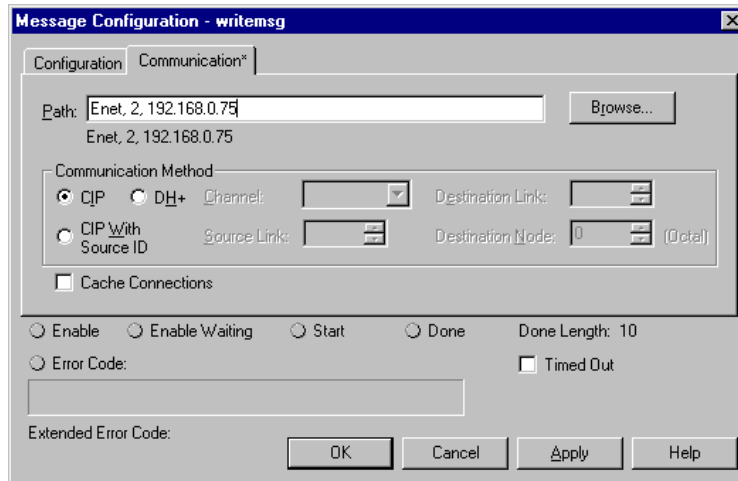 Message Configuration - writemsg
Configuration Communication*
Path: Enet, 2, 192.168.0.75 Browse...
Enet, 2, 192.168.0.75
Communication Method
CIP DH+ Channel: Destination Link:
CIP With Source ID Source Link: Destination Node: 0 (Octal)
Cache Connections
Enable Enable Waiting Start Done Done Length: 10
Error Code: Timed Out
Extended Error Code:
OK Cancel Apply Help